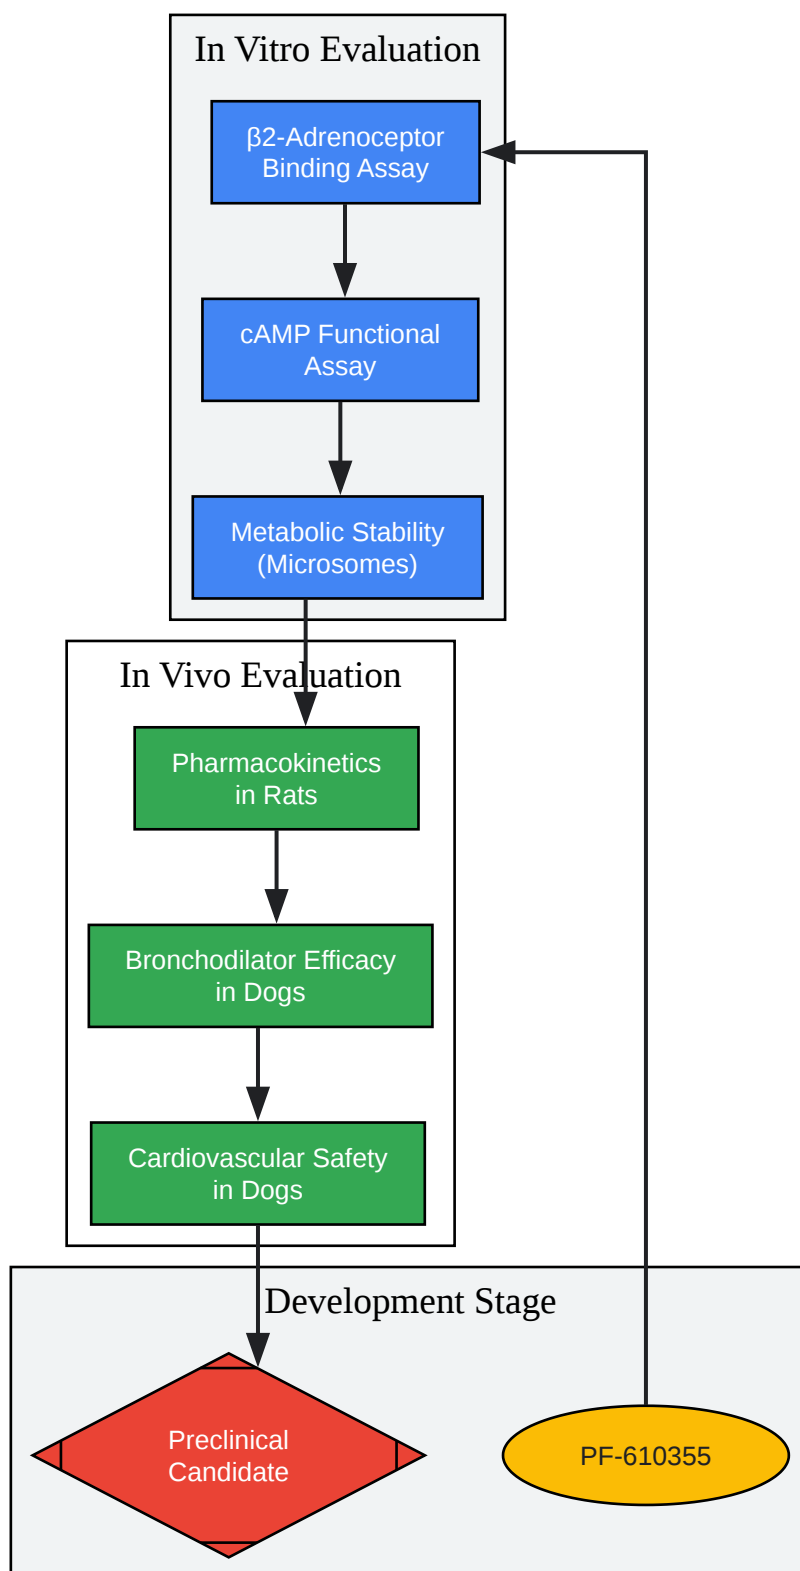 In Vitro Evaluation
β2-Adrenoceptor
Binding Assay
cAMP Functional
Assay
Metabolic Stability
(Microsomes)
In Vivo Evaluation
Pharmacokinetics
in Rats
Bronchodilator Efficacy
in Dogs
Cardiovascular Safety
in Dogs
Development Stage
Preclinical
Candidate
PF-610355